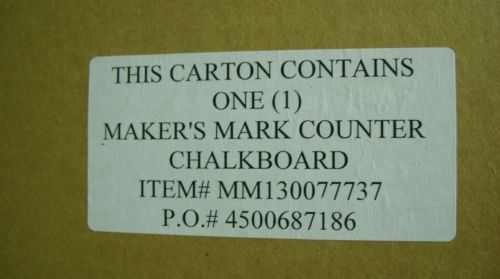 THIS CARTON CONTAINS
ONE (1)
MAKER'S MARK COUNTER
CHALKBOARD
ITEM# MM130077737
P.O.# 4500687186